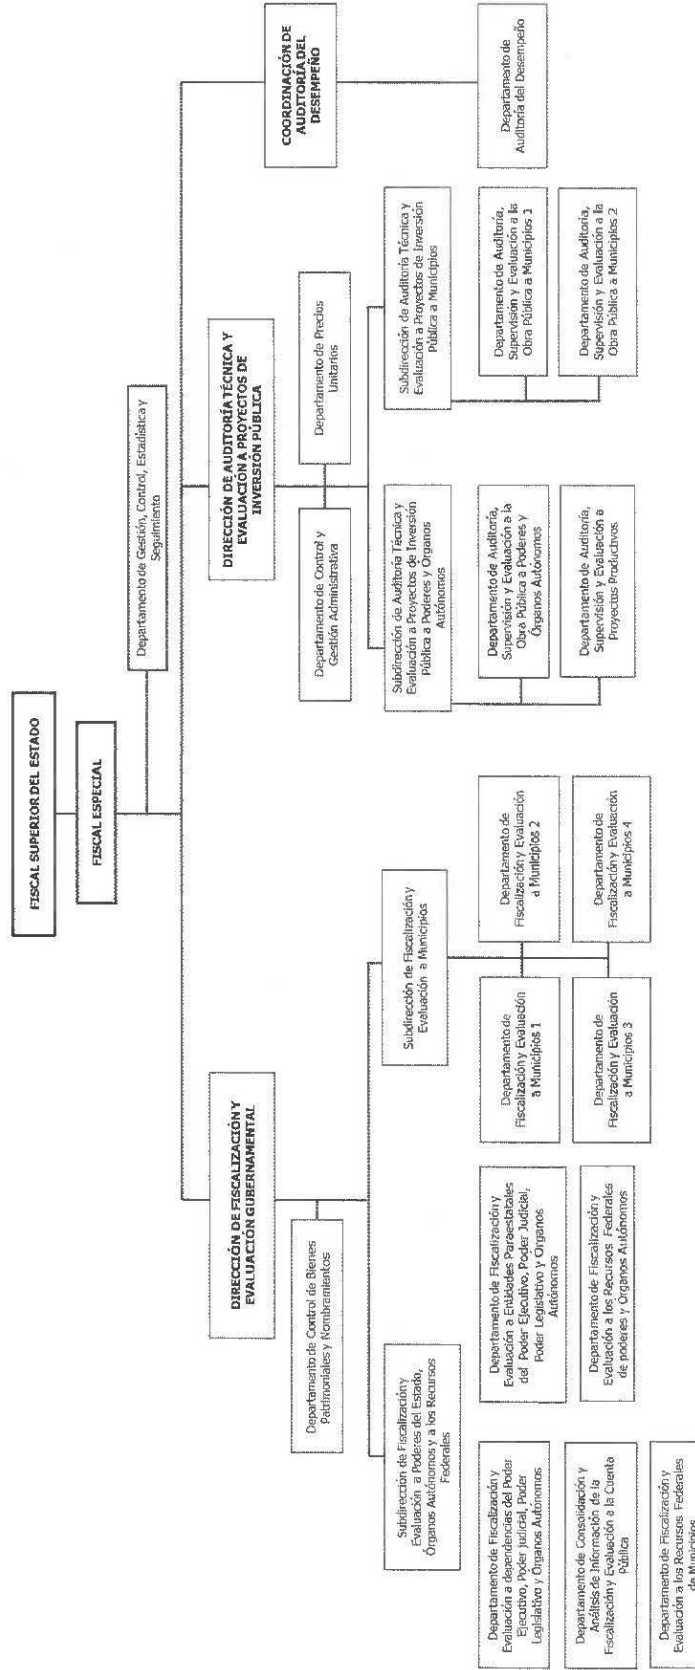 FISCAL SUPERIOR DEL ESTADO
FISCAL ESPECIAL
Departamento de Gestión, Control, Estadística y
Seguimiento
DIRECCIÓN DE FISCALIZACIÓN Y
EVALUACIÓN GUBERNAMENTAL
DIRECCIÓN DE AUDITORÍA TÉCNICA Y
EVALUACIÓN A PROYECTOS DE
INVERSIÓN PÚBLICA
COORDINACIÓN DE
AUDITORÍA DEL
DESEMPEÑO
Departamento de Control de Bienes
Patrimoniales y Nombramientos
Departamento de Control y
Gestión Administrativa
Departamento de Precios
Unitarios
Subdirección de Fiscalización y
Evaluación a Poderes del Estado,
Órganos Autónomos y a los Recursos
Federales
Subdirección de Fiscalización y
Evaluación a Municipios
Subdirección de Auditoría Técnica y
Evaluación a Proyectos de Inversión
Pública a Poderes y Órganos
Autónomos
Subdirección de Auditoría Técnica y
Evaluación a Proyectos de Inversión
Pública a Municipios
Departamento de Fiscalización y
Evaluación a dependencias del Poder
Ejecutivo, Poder judicial, Poder
Legislativo y Órganos Autónomos
Departamento de Fiscalización y
Evaluación a Entidades Paraestatales
del Poder Ejecutivo, Poder Judicial,
Poder Legislativo y Órganos
Autónomos
Departamento de
Fiscalización y Evaluación
a Municipios 1
Departamento de
Fiscalización y Evaluación
a Municipios 2
Departamento de Auditoría,
Supervisión y Evaluación a la
Obra Pública a Poderes y
Órganos Autónomos
Departamento de Auditoría,
Supervisión y Evaluación a la
Obra Pública a Municipios 1
Departamento de
Auditoría del Desempeño
Departamento de Consolidación y
Análisis de Información de la
Fiscalización y Evaluación a la Cuenta
Pública
Departamento de Fiscalización y
Evaluación a los Recursos Federales
de poderes y Órganos Autónomos
Departamento de
Fiscalización y Evaluación
a Municipios 3
Departamento de
Fiscalización y Evaluación
a Municipios 4
Departamento de Auditoría,
Supervisión y Evaluación a
Proyectos Productivos
Departamento de Auditoría,
Supervisión y Evaluación a la
Obra Pública a Municipios 2
Departamento de Fiscalización y
Evaluación a los Recursos Federales
de Municipios